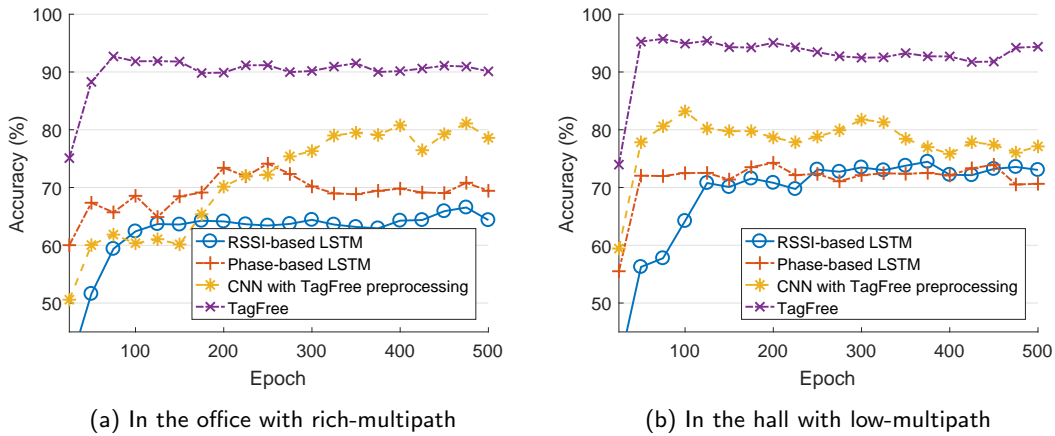 100
90
80
70
60
50
Accuracy (%)
RSSI-based LSTM
Phase-based LSTM
CNN with TagFree preprocessing
TagFree
100 200 300 400 500
Epoch
(a) In the office with rich-multipath
100
90
80
70
60
50
Accuracy (%)
RSSI-based LSTM
Phase-based LSTM
CNN with TagFree preprocessing
TagFree
100 200 300 400 500
Epoch
(b) In the hall with low-multipath